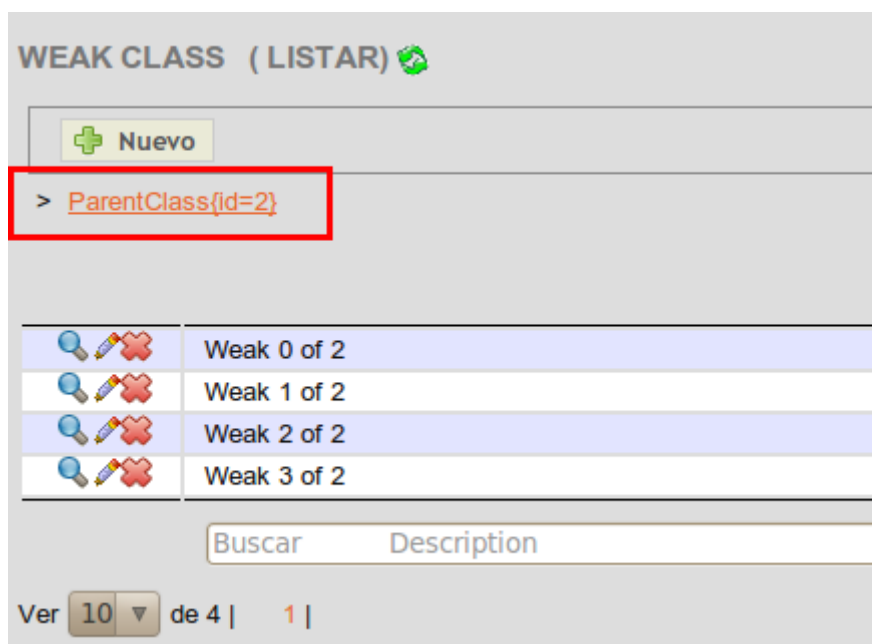 WEAK CLASS ( LISTAR)
Nuevo
> ParentClass{id=2}
Weak 0 of 2
Weak 1 of 2
Weak 2 of 2
Weak 3 of 2
Buscar Description
Ver 10 de 4 | 1 |